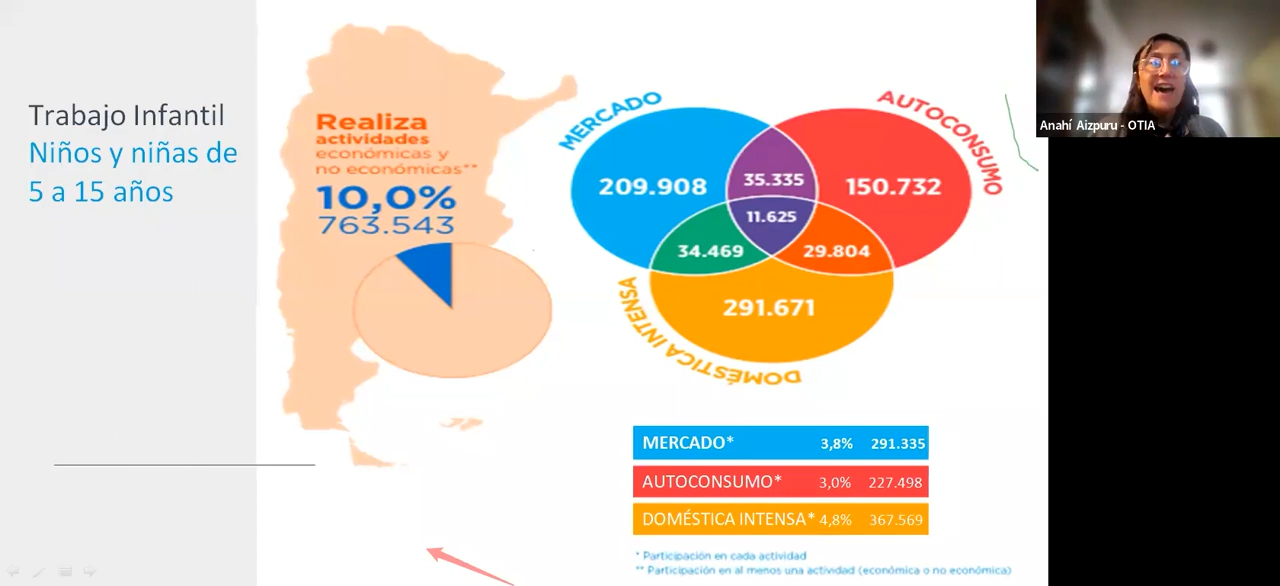 Trabajo Infantil
Niños y niñas de
5 a 15 años
Realiza
actividades
económicas y
no económicas**
10,0%
763.543
MERCADO
AUTOCONSUMO
209.908
35.335
150.732
11.625
34.469
29.804
291.671
DOMÉSTICA INTENSA
MERCADO* 3,8% 291.335
AUTOCONSUMO* 3,0% 227.498
DOMÉSTICA INTENSA* 4,8% 367.569
* Participación en cada actividad
** Participación en al menos una actividad (económica o no económica)
Anahí Aizpuru - OTIA